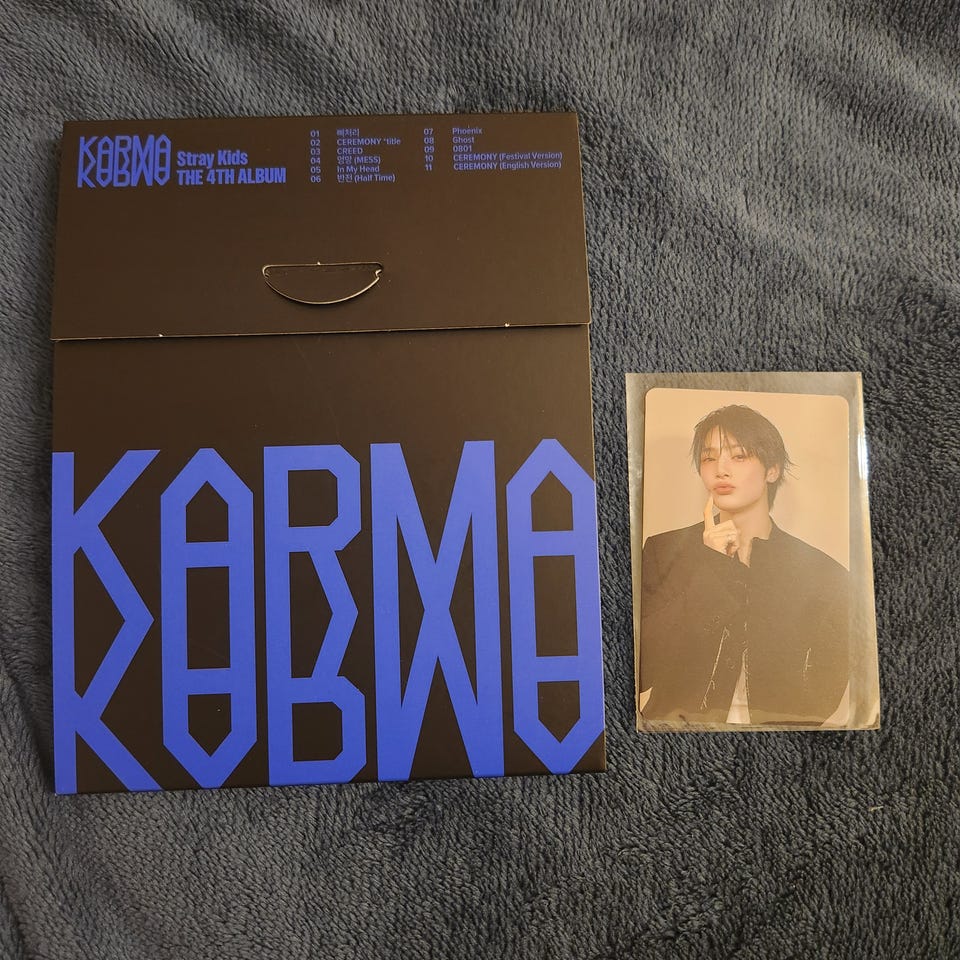 KARMA
Stray Kids
THE 4TH ALBUM
01 삐처리
02 CEREMONY *title
03 CREED
04 엉망 (MESS)
05 In My Head
06 반전 (Half Time)
07 Phoenix
08 Ghost
09 0801
10 CEREMONY (Festival Version)
11 CEREMONY (English Version)
KARMA